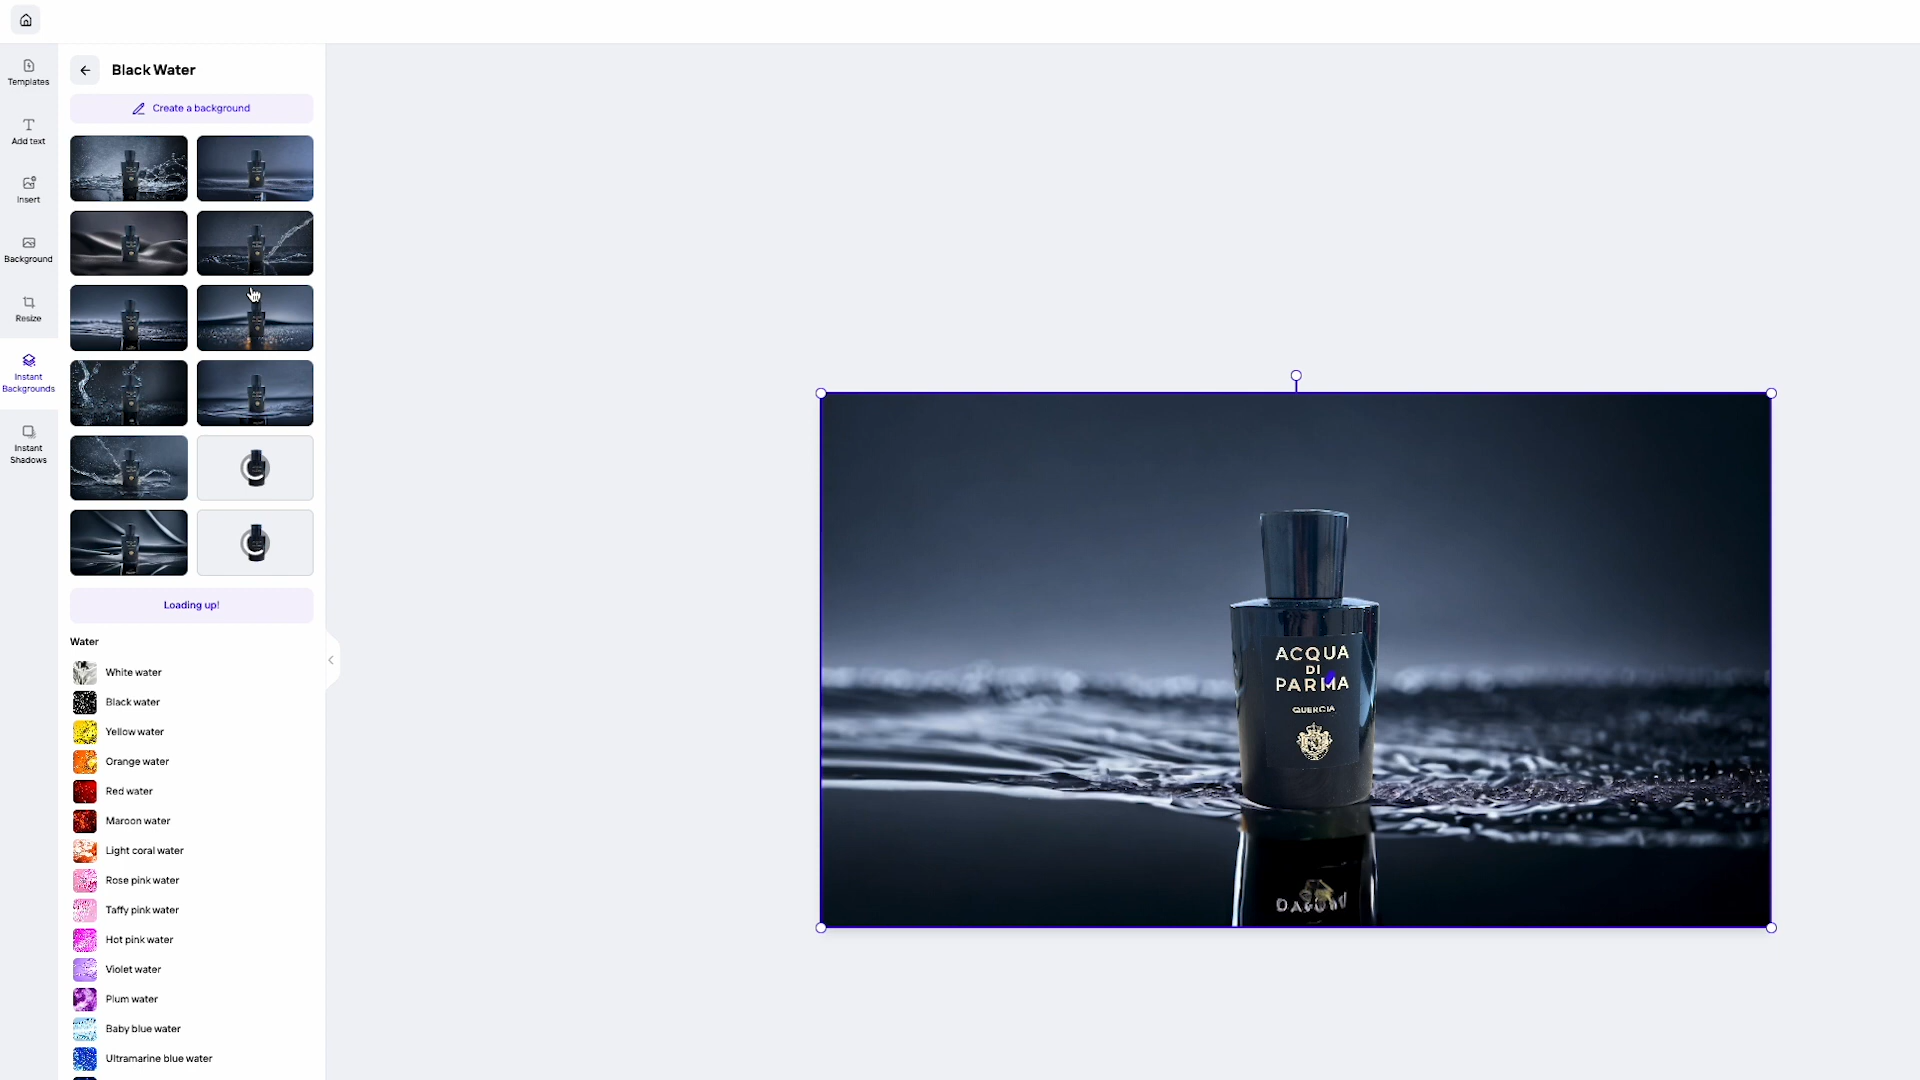 Black Water
Create a background
Templates
Add text
Insert
Background
Resize
Instant
Backgrounds
Instant
Shadows
Loading up!
Water
White water
Black water
Yellow water
Orange water
Red water
Maroon water
Light coral water
Rose pink water
Taffy pink water
Hot pink water
Violet water
Plum water
Baby blue water
Ultramarine blue water
ACQUA
DI
PARMA
QUERCIA